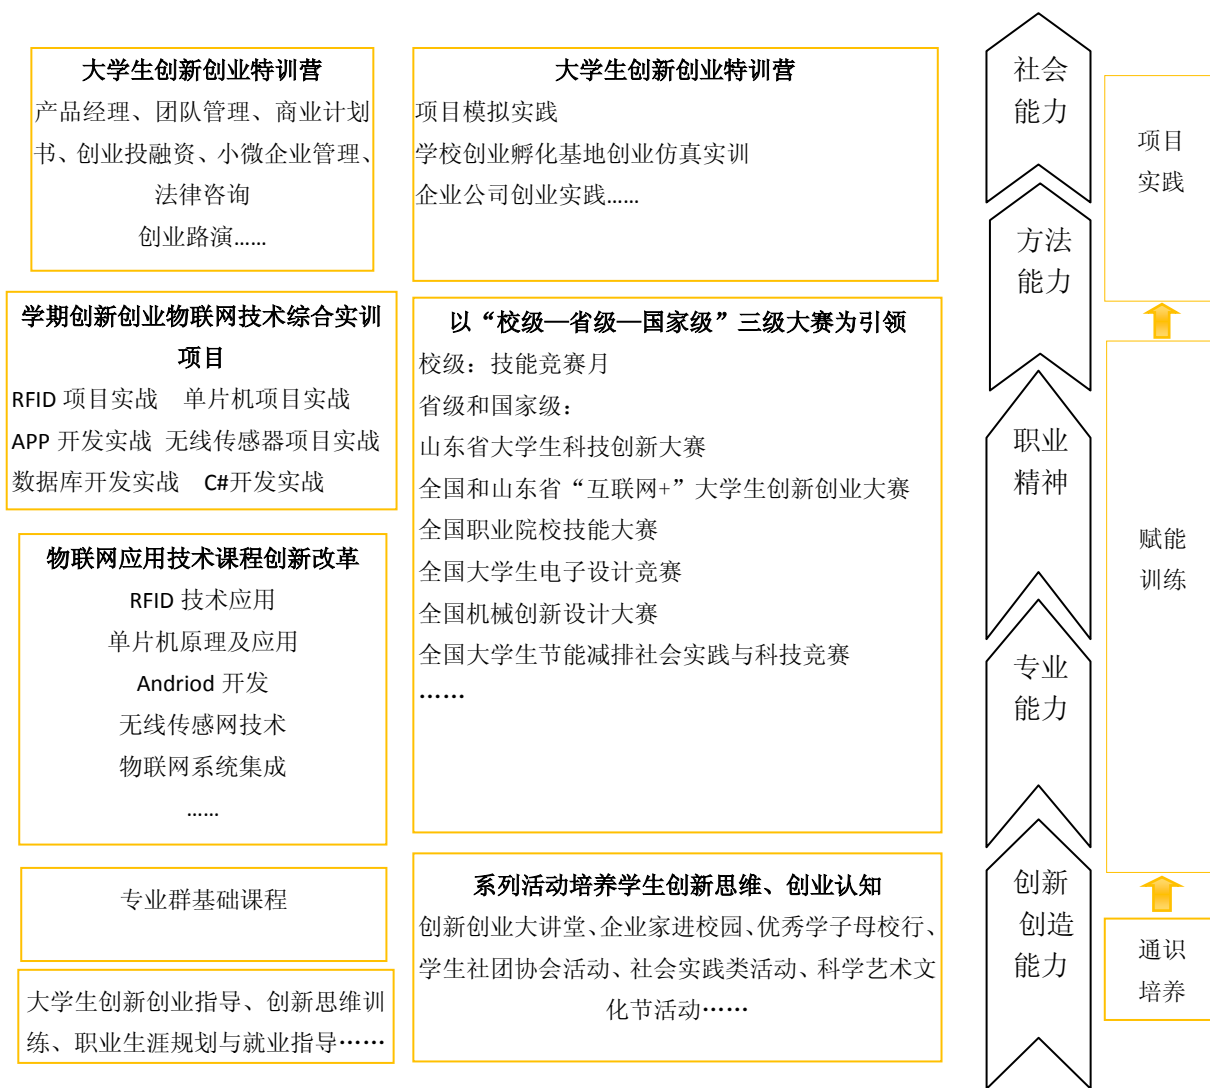 大学生创新创业特训营
产品经理、团队管理、商业计划
书、创业投融资、小微企业管理、
法律咨询
创业路演……
大学生创新创业特训营
项目模拟实践
学校创业孵化基地创业仿真实训
企业公司创业实践……
学期创新创业物联网技术综合实训
项目
RFID 项目实战 单片机项目实战
APP 开发实战 无线传感器项目实战
数据库开发实战 C#开发实战
以“校级—省级—国家级”三级大赛为引领
校级：技能竞赛月
省级和国家级：
山东省大学生科技创新大赛
全国和山东省“互联网+”大学生创新创业大赛
全国职业院校技能大赛
全国大学生电子设计竞赛
全国机械创新设计大赛
全国大学生节能减排社会实践与科技竞赛
……
物联网应用技术课程创新改革
RFID 技术应用
单片机原理及应用
Andriod 开发
无线传感网技术
物联网系统集成
……
专业群基础课程
大学生创新创业指导、创新思维训
练、职业生涯规划与就业指导……
系列活动培养学生创新思维、创业认知
创新创业大讲堂、企业家进校园、优秀学子母校行、
学生社团协会活动、社会实践类活动、科学艺术文
化节活动……
社会
能力
方法
能力
职业
精神
专业
能力
创新
创造
能力
项目
实践
赋能
训练
通识
培养